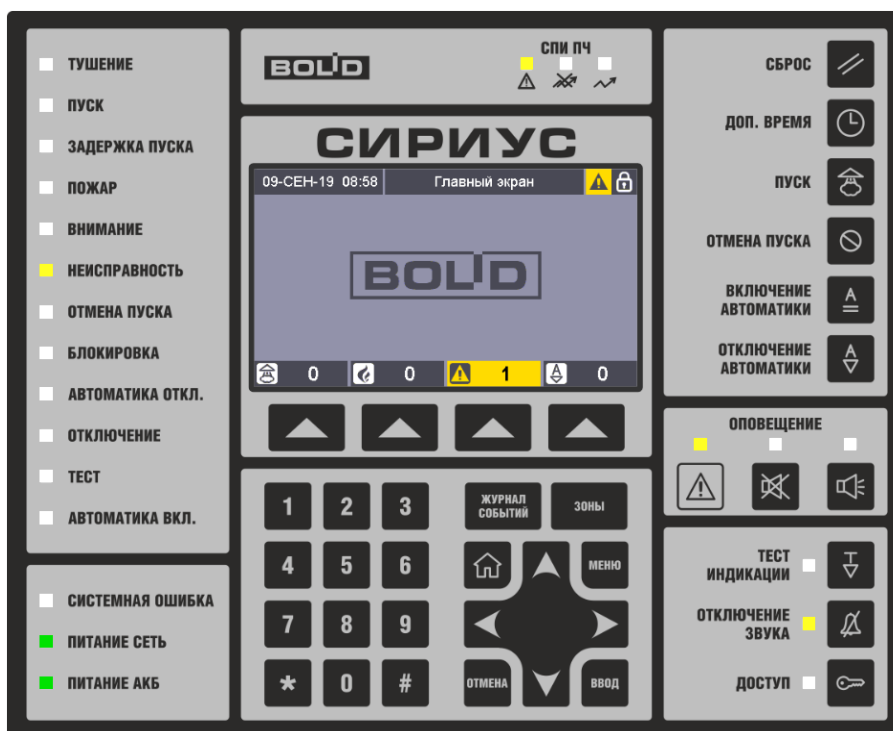 ТУШЕНИЕ
ПУСК
ЗАДЕРЖКА ПУСКА
ПОЖАР
ВНИМАНИЕ
НЕИСПРАВНОСТЬ
ОТМЕНА ПУСКА
БЛОКИРОВКА
АВТОМАТИКА ОТКЛ.
ОТКЛЮЧЕНИЕ
ТЕСТ
АВТОМАТИКА ВКЛ.
СИСТЕМНАЯ ОШИБКА
ПИТАНИЕ СЕТЬ
ПИТАНИЕ АКБ
BOLID
СПИ ПЧ
СИРИУС
09-СЕН-19 08:58 Главный экран
BOLID
0 0 1 0
1 2 3
4 5 6
7 8 9
* 0 #
ЖУРНАЛ
СОБЫТИЙ
ЗОНЫ
МЕНЮ
ОТМЕНА
ВВОД
СБРОС
ДОП. ВРЕМЯ
ПУСК
ОТМЕНА ПУСКА
ВКЛЮЧЕНИЕ
АВТОМАТИКИ
A
ОТКЛЮЧЕНИЕ
АВТОМАТИКИ
A
ОПОВЕЩЕНИЕ
ТЕСТ
ИНДИКАЦИИ
T
ОТКЛЮЧЕНИЕ
ЗВУКА
ДОСТУП